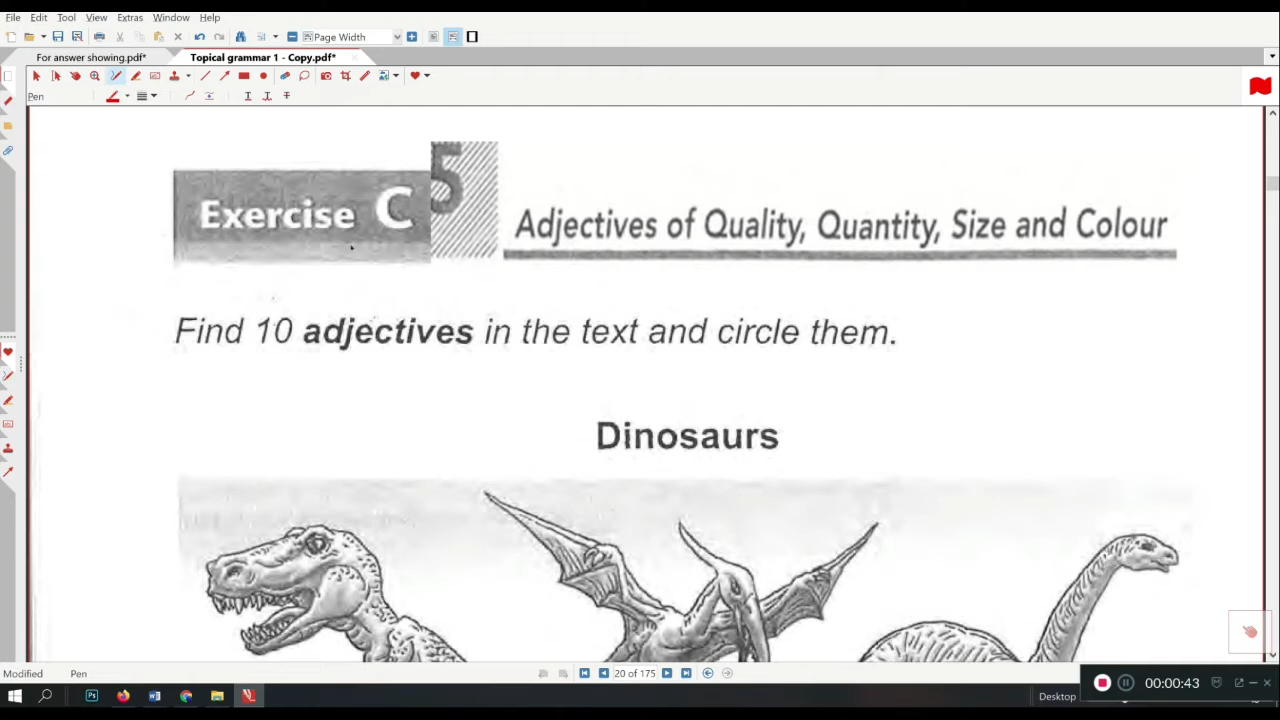 File Edit Tool View Extras Window Help
Page Width
For answer showing.pdf* Topical grammar 1 - Copy.pdf*
Pen
Exercise C 5
Adjectives of Quality, Quantity, Size and Colour
Find 10 adjectives in the text and circle them.
Dinosaurs
Modified Pen 20 of 175
Desktop 00:00:43